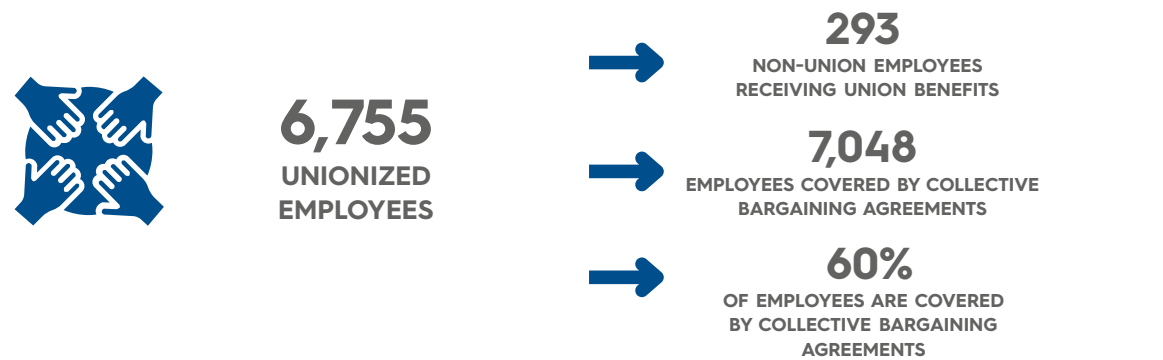 6,755
UNIONIZED
EMPLOYEES
293
NON-UNION EMPLOYEES
RECEIVING UNION BENEFITS
7,048
EMPLOYEES COVERED BY COLLECTIVE
BARGAINING AGREEMENTS
60%
OF EMPLOYEES ARE COVERED
BY COLLECTIVE BARGAINING
AGREEMENTS